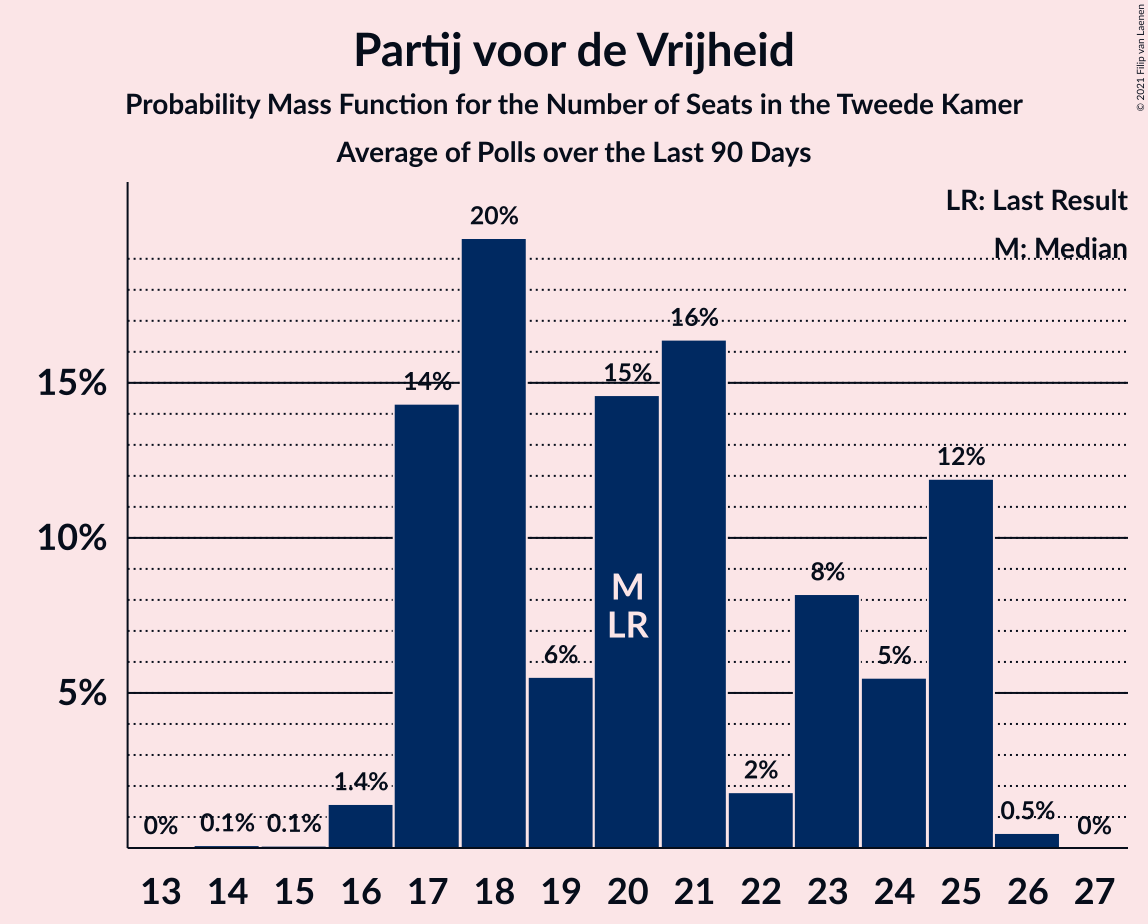 Partij voor de Vrijheid
Probability Mass Function for the Number of Seats in the Tweede Kamer
Average of Polls over the Last 90 Days
© 2021 Filip van Laenen
LR: Last Result
M: Median
20%
16%
15%
14%
15%
12%
10%
8%
M
LR
6%
5%
5%
2%
1.4%
0.5%
0%
0.1%
0.1%
0%
13 14 15 16 17 18 19 20 21 22 23 24 25 26 27